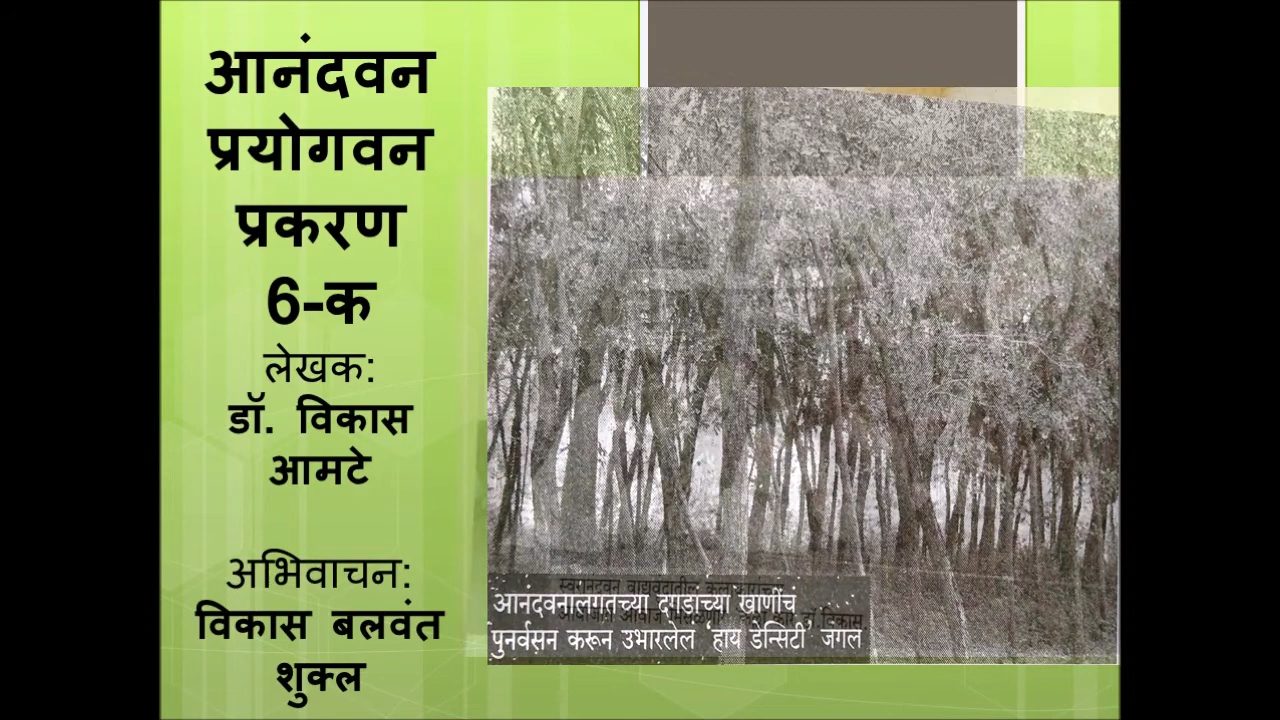 आनंदवन
प्रयोगवन
प्रकरण
6-क
लेखक:
डॉ. विकास
आमटे
अभिवाचन:
विकास बलवंत
शुक्ल
आनंदवनालगतच्या दगडाच्या खाणींचं
पुनर्वसन करून उभारलेलं 'हाय डेन्सिटी' जंगल